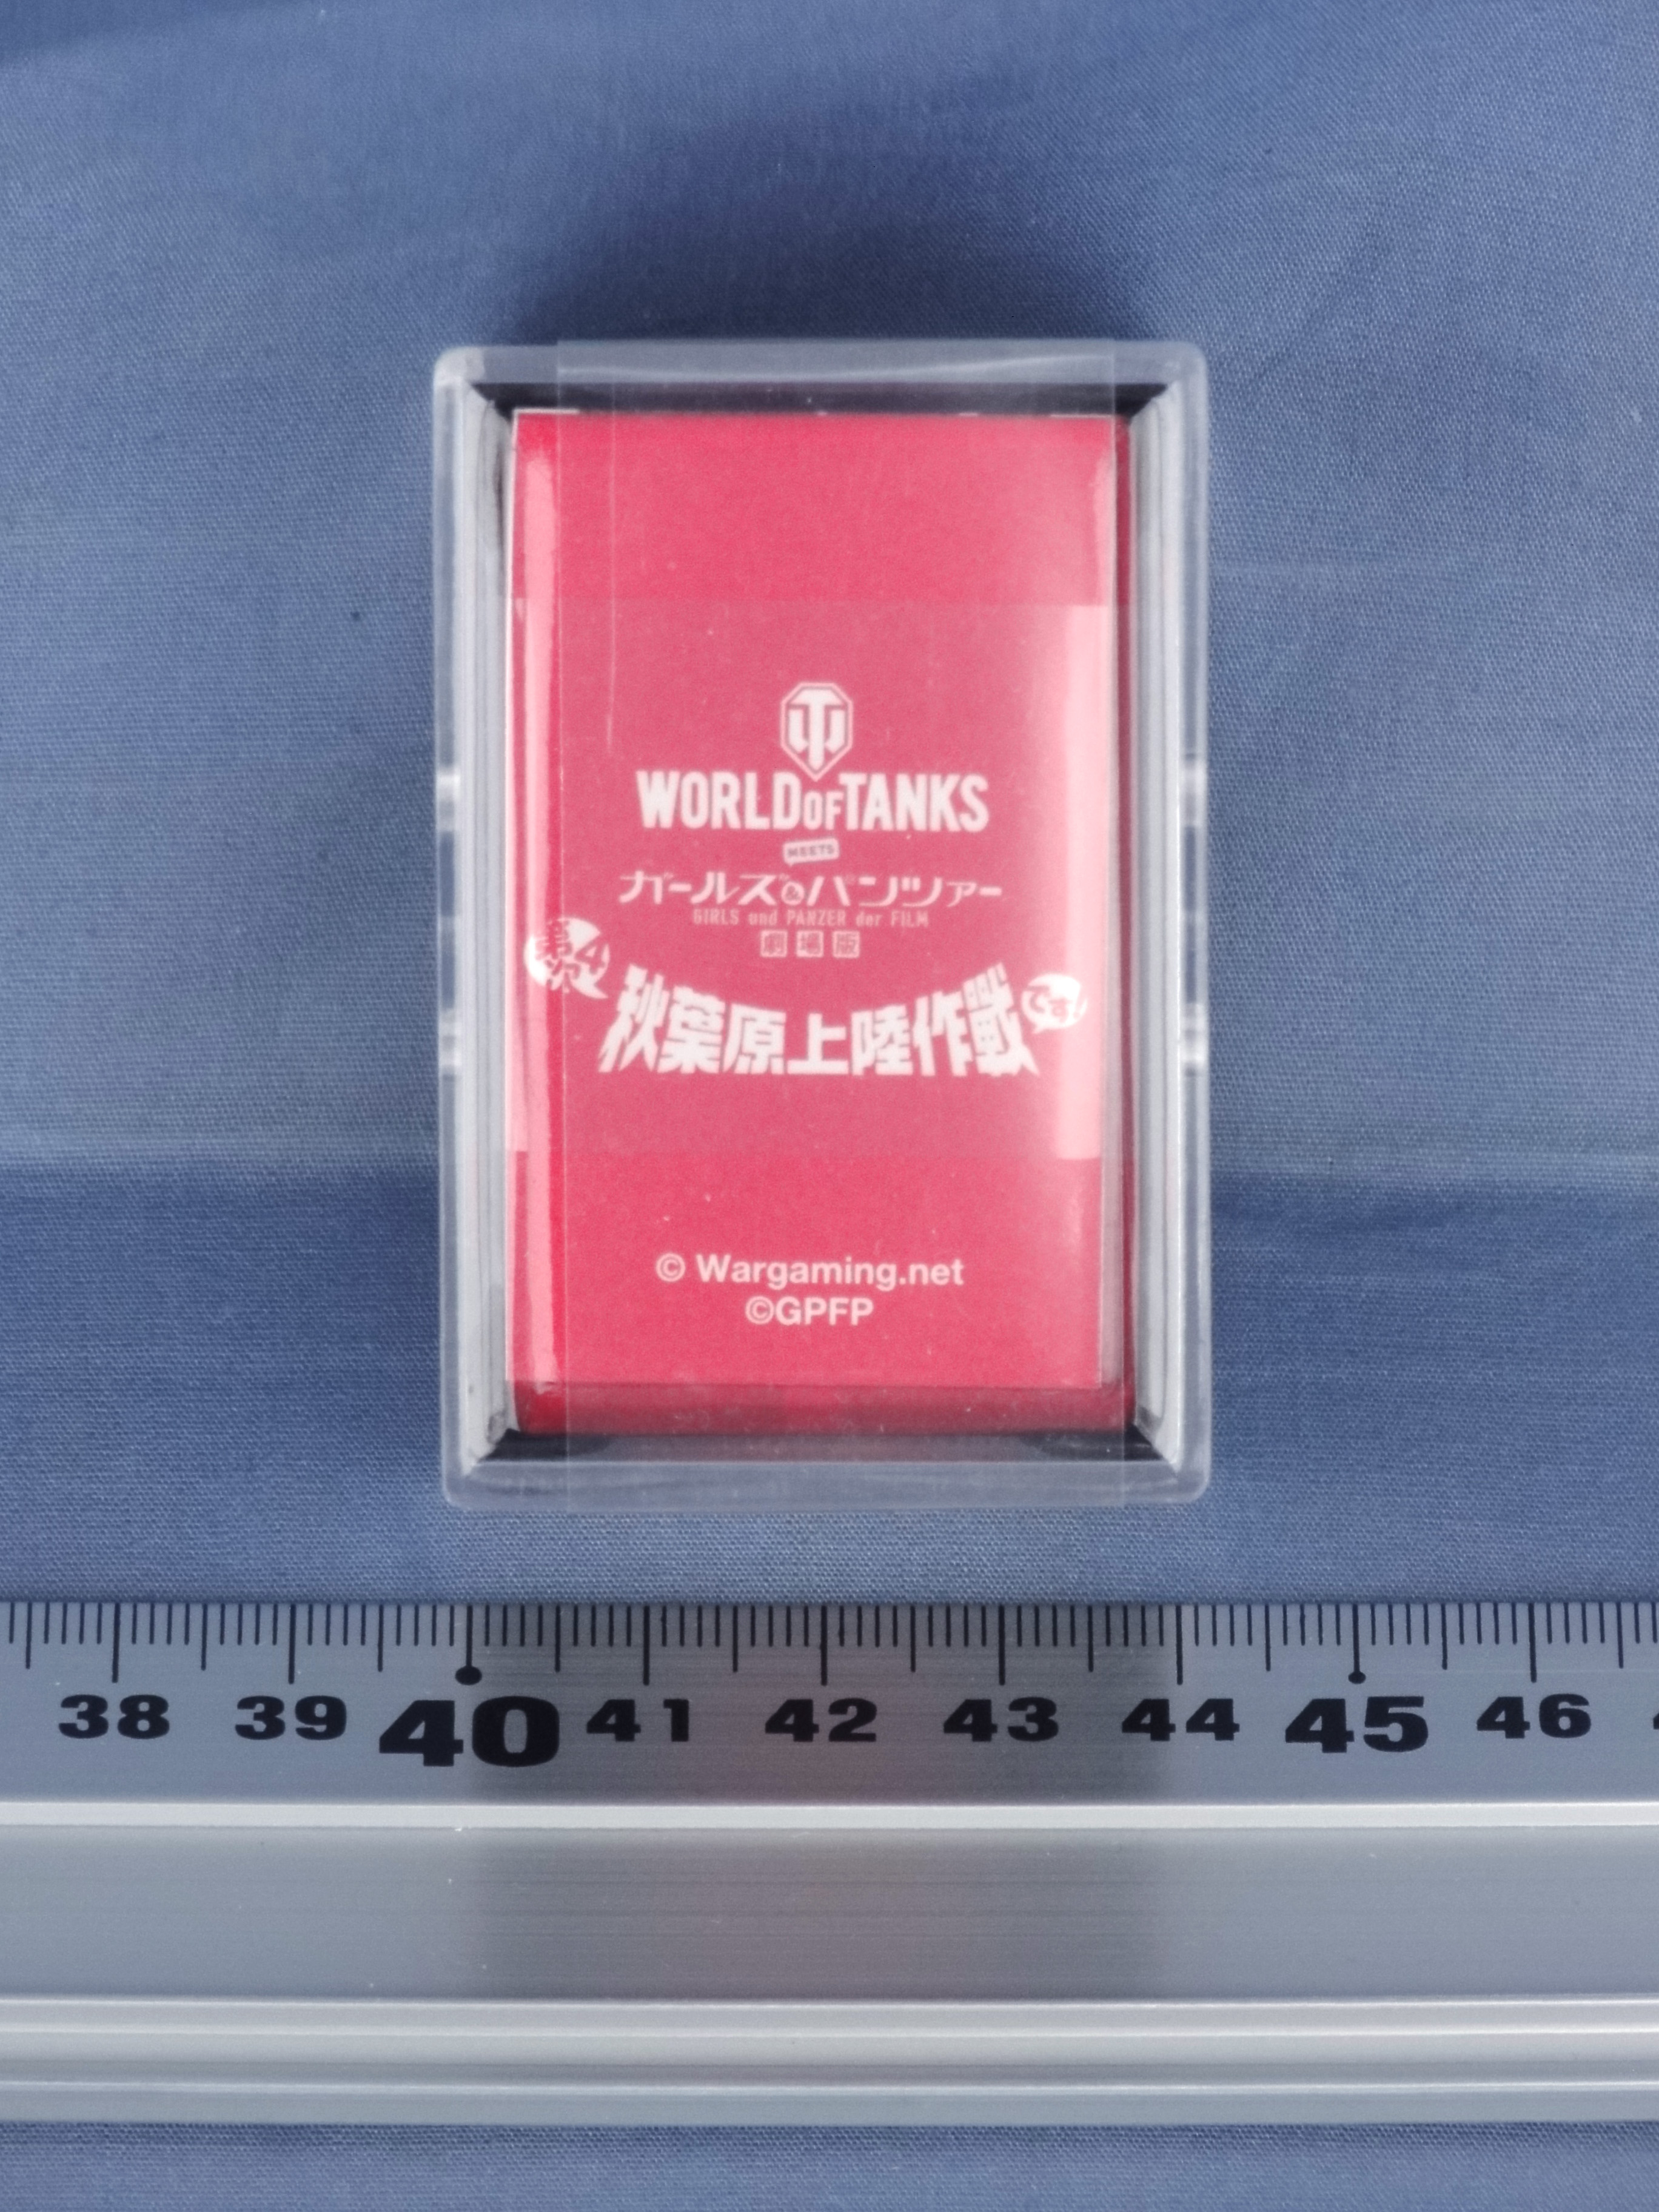 WORLD OF TANKS
MEETS
ガールズ&パンツァー
GIRLS und PANZER der FILM
劇場版
第4次
秋葉原上陸作戦
です!
© Wargaming.net
©GPFP
38 39 40 41 42 43 44 45 46